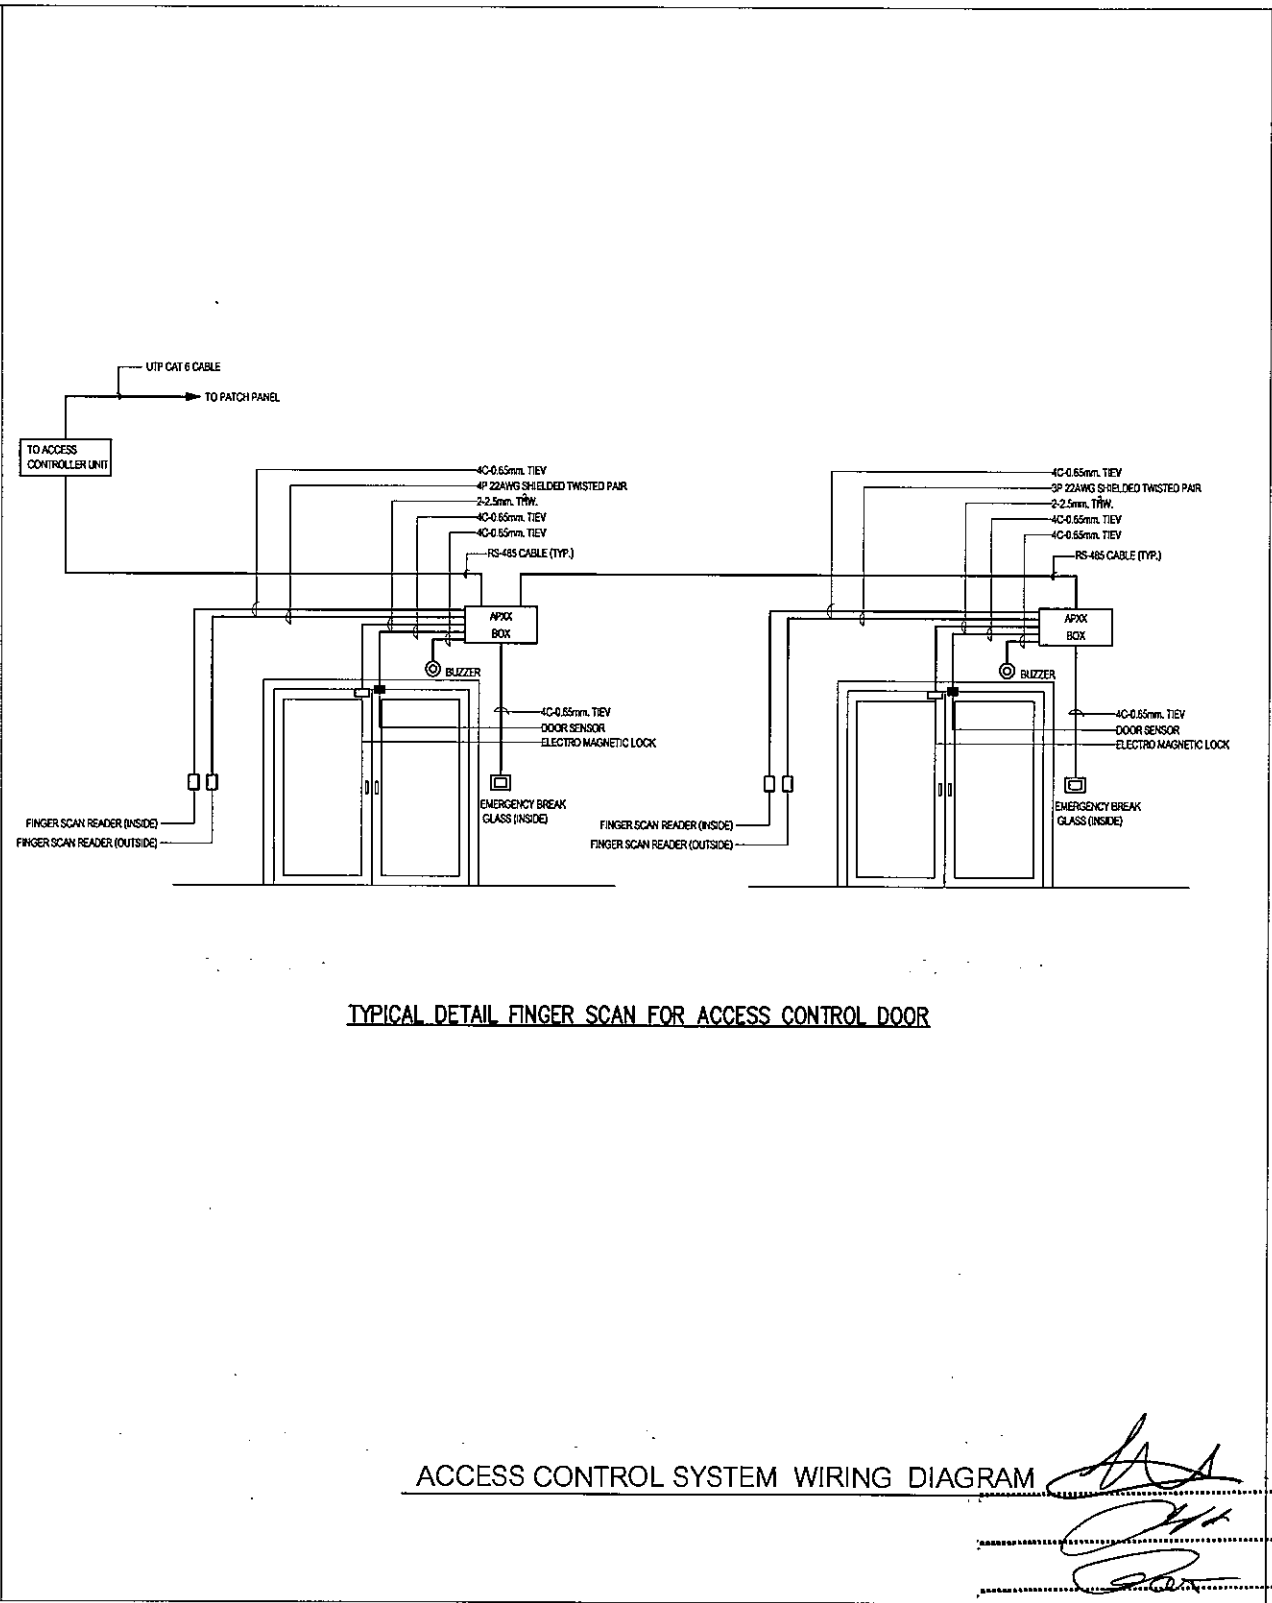 UTP CAT 6 CABLE
TO PATCH PANEL
TO ACCESS
CONTROLLER UNIT
4C-0.65mm. TIEV
4P 22AWG SHIELDED TWISTED PAIR
2-2.5mm². THW.
4C-0.65mm. TIEV
4C-0.65mm. TIEV
RS-485 CABLE (TYP.)
APXX
BOX
BUZZER
4C-0.65mm. TIEV
DOOR SENSOR
ELECTRO MAGNETIC LOCK
EMERGENCY BREAK
GLASS (INSIDE)
FINGER SCAN READER (INSIDE)
FINGER SCAN READER (OUTSIDE)
4C-0.65mm. TIEV
3P 22AWG SHIELDED TWISTED PAIR
2-2.5mm². THW.
4C-0.65mm. TIEV
4C-0.65mm. TIEV
RS-485 CABLE (TYP.)
APXX
BOX
BUZZER
4C-0.65mm. TIEV
DOOR SENSOR
ELECTRO MAGNETIC LOCK
EMERGENCY BREAK
GLASS (INSIDE)
FINGER SCAN READER (INSIDE)
FINGER SCAN READER (OUTSIDE)
TYPICAL DETAIL FINGER SCAN FOR ACCESS CONTROL DOOR
ACCESS CONTROL SYSTEM WIRING DIAGRAM